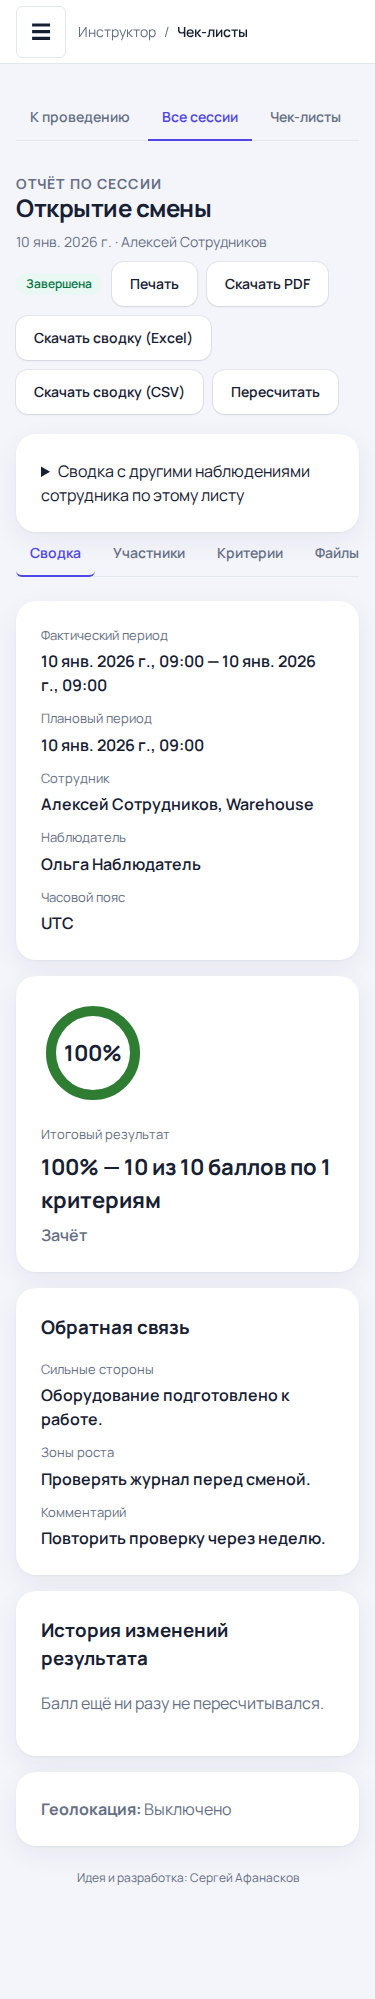 Инструктор / Чек-листы
К проведению Все сессии Чек-листы
ОТЧЁТ ПО СЕССИИ
Открытие смены
10 янв. 2026 г. · Алексей Сотрудников
Завершена Печать Скачать PDF
Скачать сводку (Excel)
Скачать сводку (CSV) Пересчитать
Сводка с другими наблюдениями
сотрудника по этому листу
Сводка Участники Критерии Файлы
Фактический период
10 янв. 2026 г., 09:00 — 10 янв. 2026
г., 09:00
Плановый период
10 янв. 2026 г., 09:00
Сотрудник
Алексей Сотрудников, Warehouse
Наблюдатель
Ольга Наблюдатель
Часовой пояс
UTC
100%
Итоговый результат
100% — 10 из 10 баллов по 1
критериям
Зачёт
Обратная связь
Сильные стороны
Оборудование подготовлено к
работе.
Зоны роста
Проверять журнал перед сменой.
Комментарий
Повторить проверку через неделю.
История изменений
результата
Балл ещё ни разу не пересчитывался.
Геолокация: Выключено
Идея и разработка: Сергей Афанасков